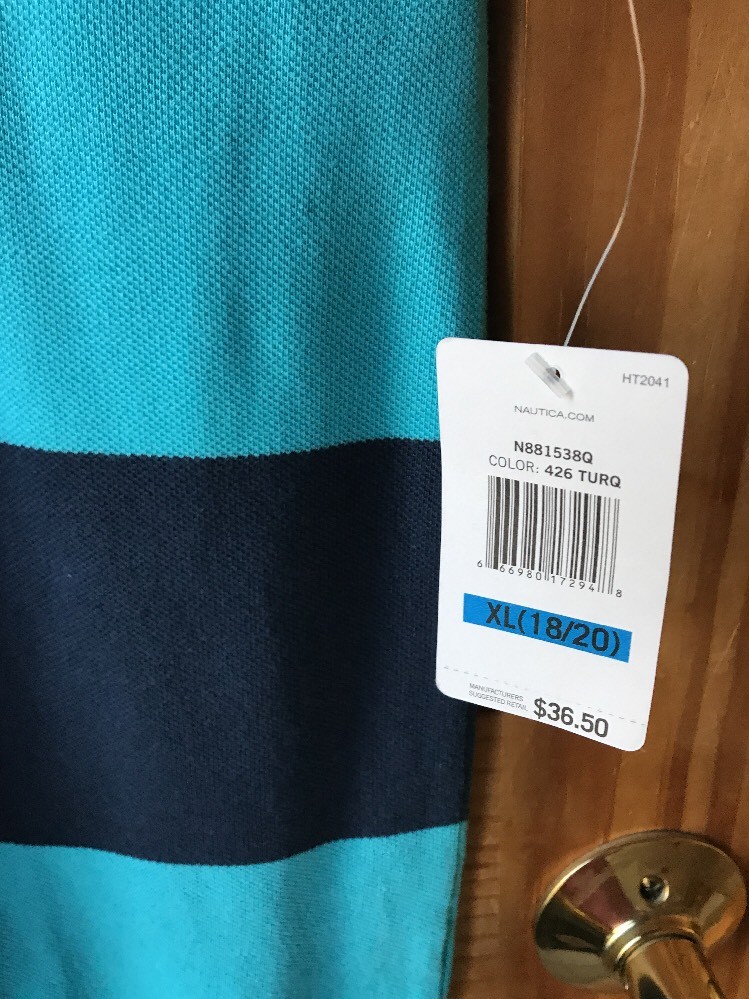 HT2041
NAUTICA.COM
N881538Q
COLOR: 426 TURQ
6 66980 17294 8
XL(18/20)
MANUFACTURERS
SUGGESTED RETAIL $36.50